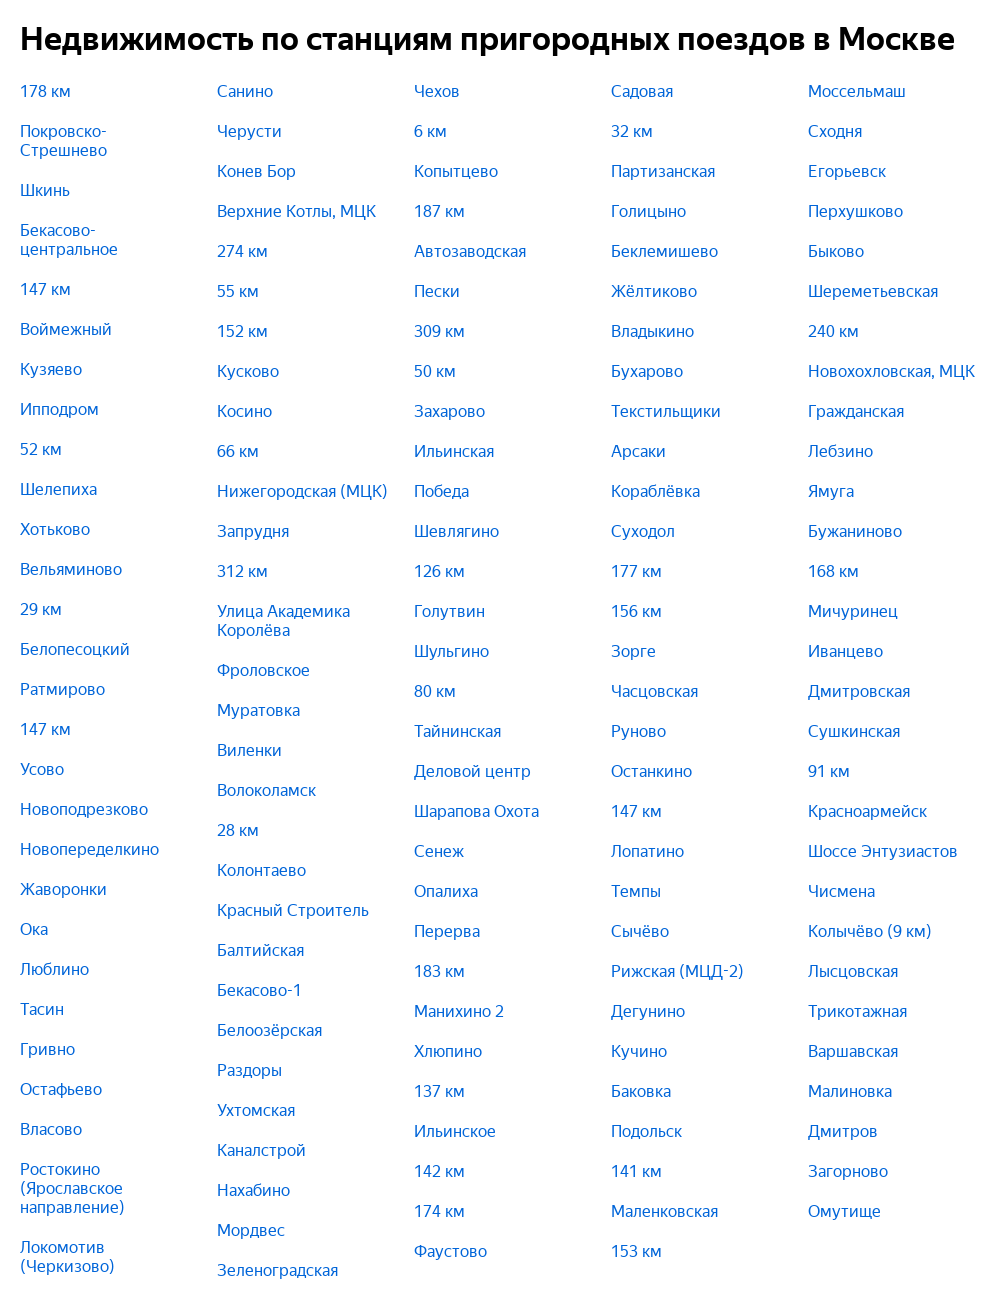 Недвижимость по станциям пригородных поездов в Москве
178 км
Покровско-
Стрешнево
Шкинь
Бекасово-
центральное
147 км
Воймежный
Кузяево
Ипподром
52 км
Шелепиха
Хотьково
Вельяминово
29 км
Белопесоцкий
Ратмирово
147 км
Усово
Новоподрезково
Новопеределкино
Жаворонки
Ока
Люблино
Тасин
Гривно
Остафьево
Власово
Ростокино
(Ярославское
направление)
Локомотив
(Черкизово)
Санино
Черусти
Конев Бор
Верхние Котлы, МЦК
274 км
55 км
152 км
Кусково
Косино
66 км
Нижегородская (МЦК)
Запрудня
312 км
Улица Академика
Королёва
Фроловское
Муратовка
Виленки
Волоколамск
28 км
Колонтаево
Красный Строитель
Балтийская
Бекасово-1
Белоозёрская
Раздоры
Ухтомская
Каналстрой
Нахабино
Мордвес
Зеленоградская
Чехов
6 км
Копытцево
187 км
Автозаводская
Пески
309 км
50 км
Захарово
Ильинская
Победа
Шевлягино
126 км
Голутвин
Шульгино
80 км
Тайнинская
Деловой центр
Шарапова Охота
Сенеж
Опалиха
Перерва
183 км
Манихино 2
Хлюпино
137 км
Ильинское
142 км
174 км
Фаустово
Садовая
32 км
Партизанская
Голицыно
Беклемишево
Жёлтиково
Владыкино
Бухарово
Текстильщики
Арсаки
Кораблёвка
Суходол
177 км
156 км
Зорге
Часцовская
Руново
Останкино
147 км
Лопатино
Темпы
Сычёво
Рижская (МЦД-2)
Дегунино
Кучино
Баковка
Подольск
141 км
Маленковская
153 км
Моссельмаш
Сходня
Егорьевск
Перхушково
Быково
Шереметьевская
240 км
Новохохловская, МЦК
Гражданская
Лебзино
Ямуга
Бужаниново
168 км
Мичуринец
Иванцево
Дмитровская
Сушкинская
91 км
Красноармейск
Шоссе Энтузиастов
Чисмена
Колычёво (9 км)
Лысцовская
Трикотажная
Варшавская
Малиновка
Дмитров
Загорново
Омутище